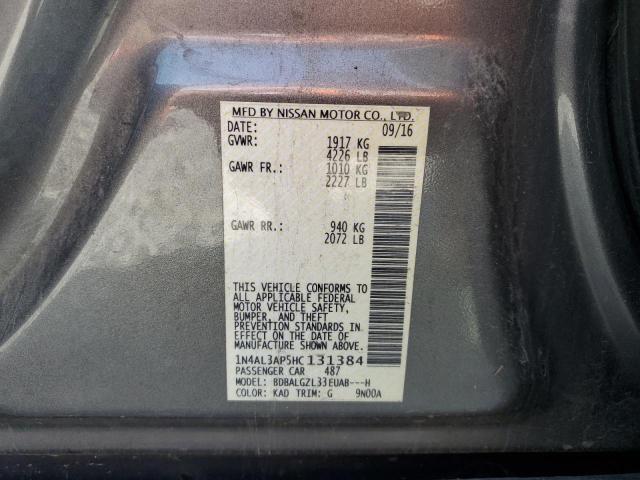 MFD BY NISSAN MOTOR CO., LTD.
DATE: 09/16
GVWR: 1917 KG
4226 LB
GAWR FR.: 1010 KG
2227 LB
GAWR RR.: 940 KG
2072 LB
THIS VEHICLE CONFORMS TO
ALL APPLICABLE FEDERAL
MOTOR VEHICLE SAFETY,
BUMPER, AND THEFT
PREVENTION STANDARDS IN
EFFECT ON THE DATE OF
MANUFACTURE SHOWN ABOVE.
1N4AL3AP5HC131384
PASSENGER CAR 487
MODEL: BDBALGZL33EUAB---H
COLOR: KAD TRIM: G 9N00A